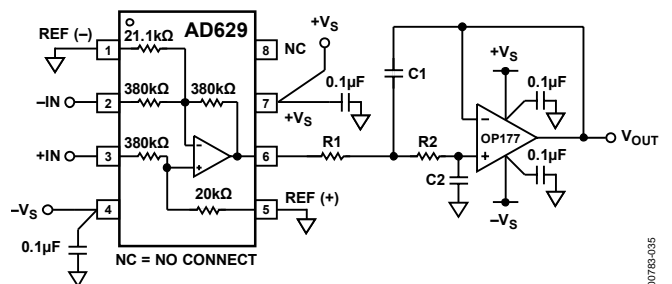 REF (–)
21.1kΩ
AD629
1
8
NC
+VS
–IN
2
380kΩ
380kΩ
7
+VS
0.1µF
+IN
3
380kΩ
–
+
6
–VS
4
20kΩ
5
REF (+)
0.1µF
NC = NO CONNECT
C1
R1
R2
C2
+VS
0.1µF
–
+
OP177
VOUT
0.1µF
–VS
00783-035